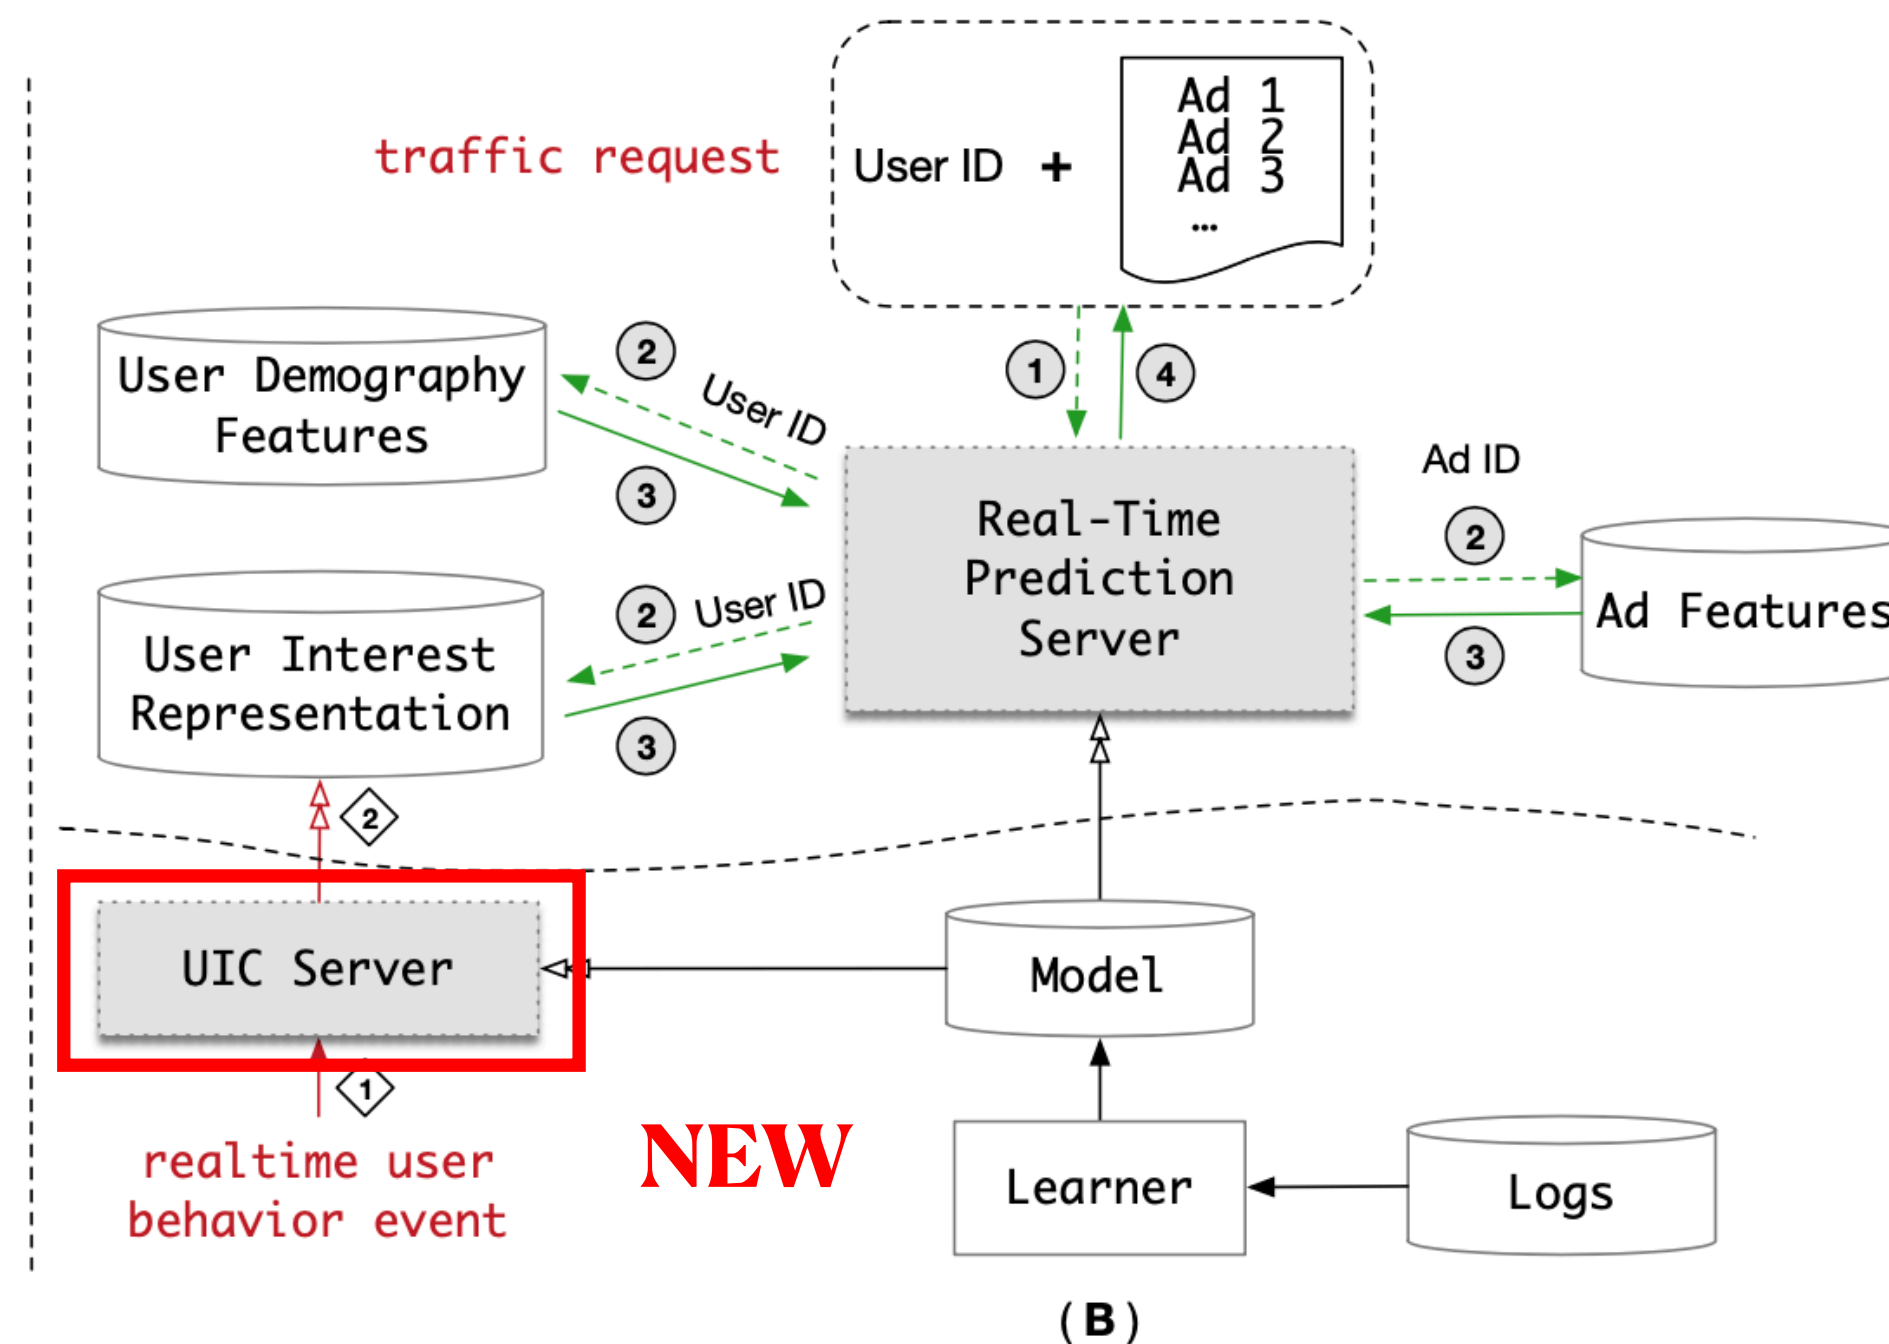 traffic request
User ID +
Ad 1
Ad 2
Ad 3
...
1
4
User Demography
Features
2
User ID
3
Real-Time
Prediction
Server
Ad ID
2
3
Ad Features
User Interest
Representation
2
User ID
3
2
UIC Server
Model
1
realtime user
behavior event
NEW
Learner
Logs
(B)